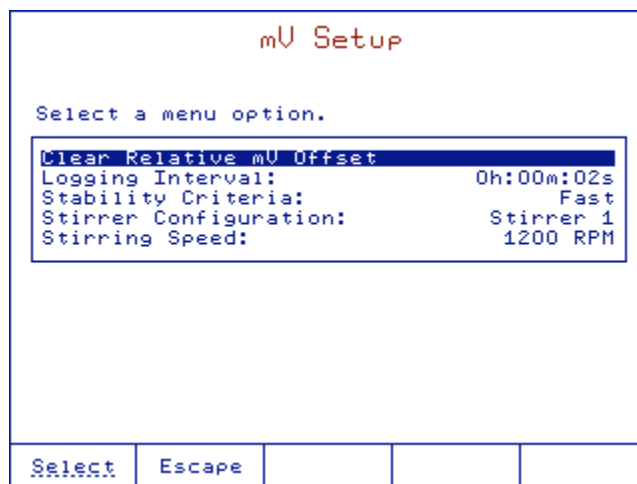 mV Setup
Select a menu option.
Clear Relative mV Offset
Logging Interval: 0h:00m:02s
Stability Criteria: Fast
Stirrer Configuration: Stirrer 1
Stirring Speed: 1200 RPM
Select Escape